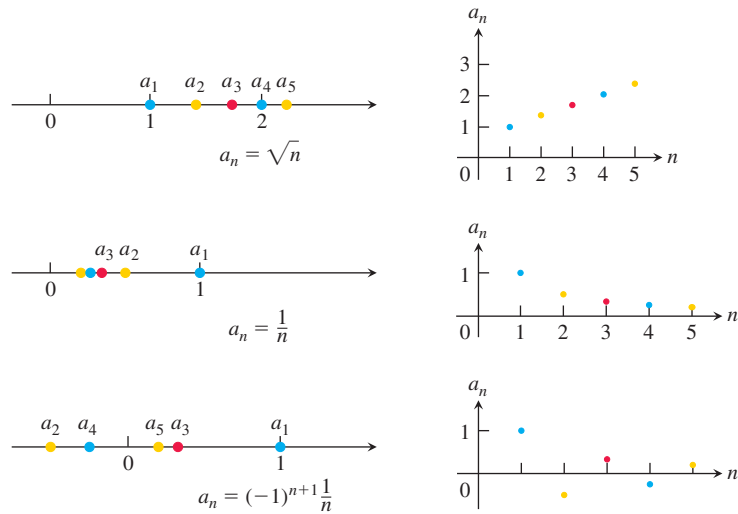 a₁ a₂ a₃ a₄ a₅
0 1 2
aₙ = √n
aₙ
3
2
1
0 1 2 3 4 5 n
a₃ a₂ a₁
0 1
aₙ = 1/n
aₙ
1
0 1 2 3 4 5 n
a₂ a₄ a₅ a₃ a₁
0 1
aₙ = (−1)ⁿ⁺¹ 1/n
aₙ
1
0 n